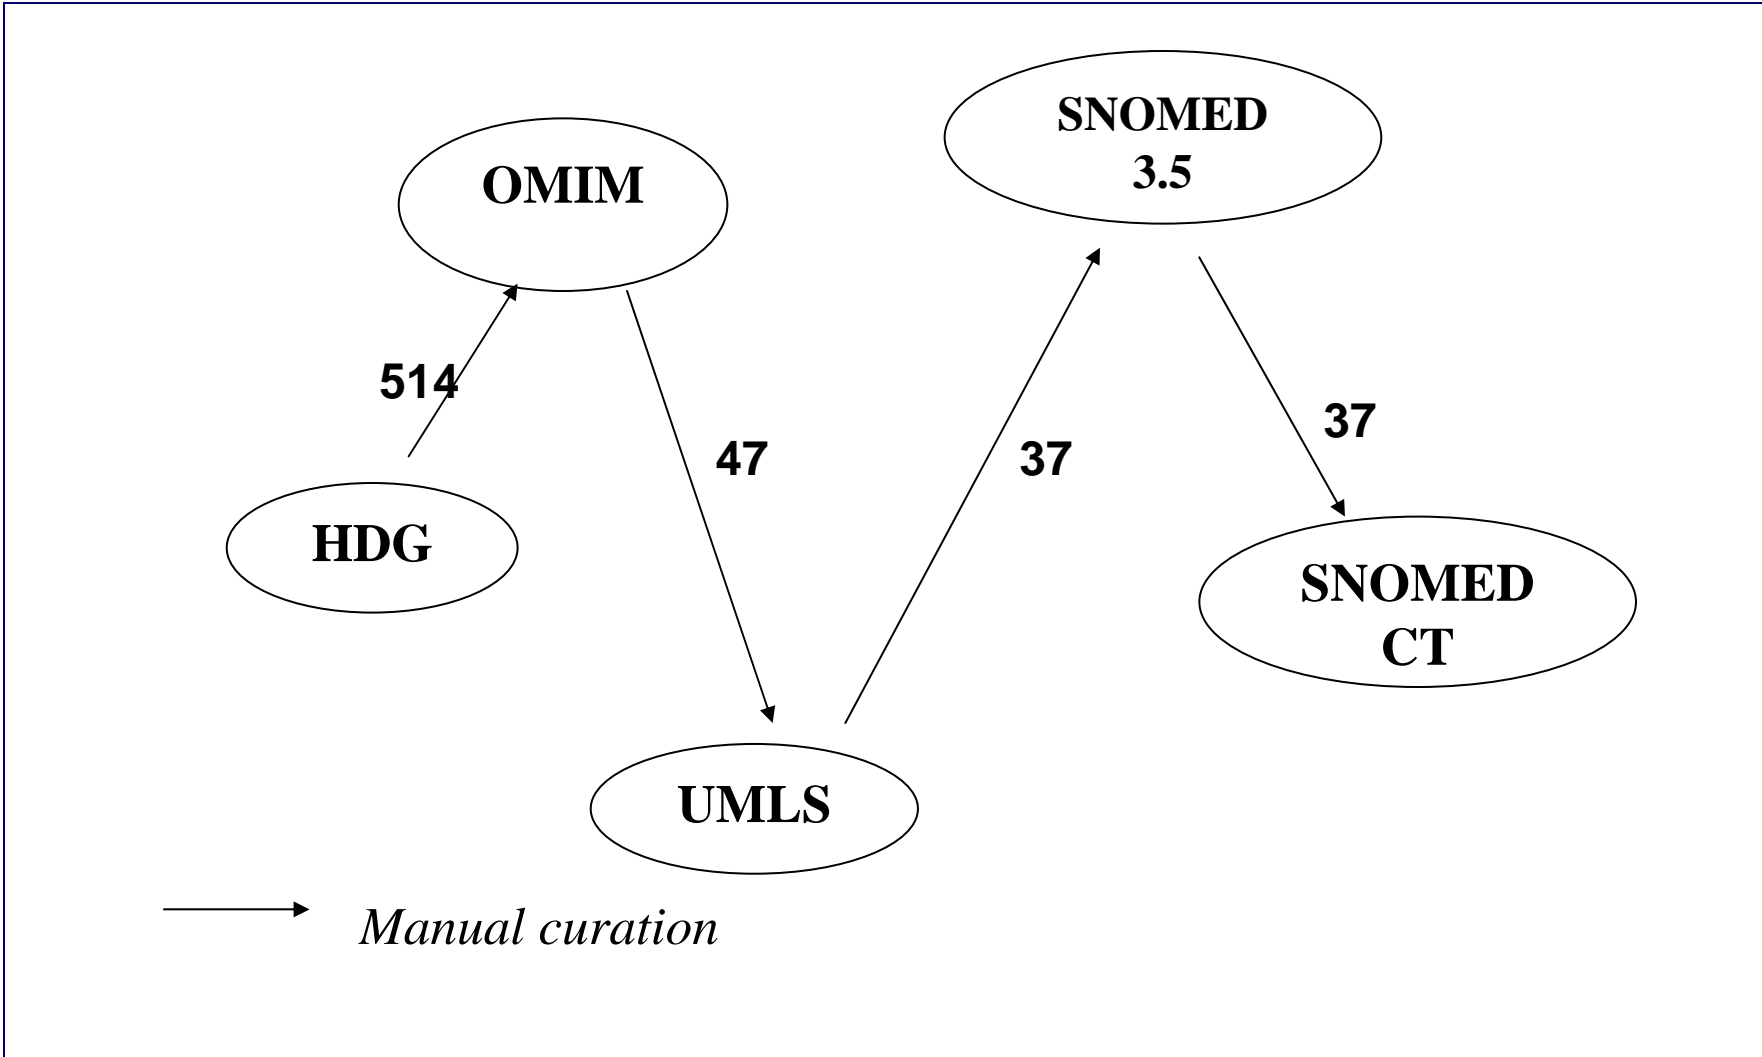 SNOMED
3.5
OMIM
514
47
37
37
HDG
SNOMED
CT
UMLS
Manual curation